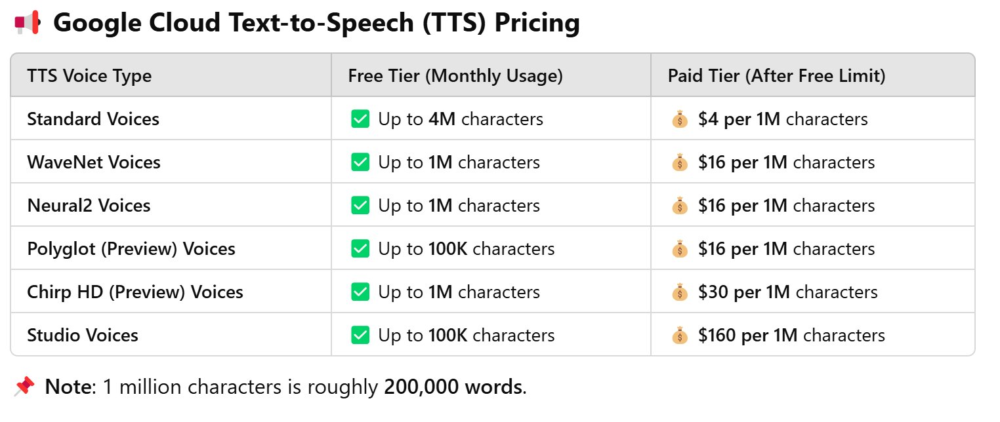 Google Cloud Text-to-Speech (TTS) Pricing
TTS Voice Type Free Tier (Monthly Usage) Paid Tier (After Free Limit)
Standard Voices Up to 4M characters $4 per 1M characters
WaveNet Voices Up to 1M characters $16 per 1M characters
Neural2 Voices Up to 1M characters $16 per 1M characters
Polyglot (Preview) Voices Up to 100K characters $16 per 1M characters
Chirp HD (Preview) Voices Up to 1M characters $30 per 1M characters
Studio Voices Up to 100K characters $160 per 1M characters
Note: 1 million characters is roughly 200,000 words.